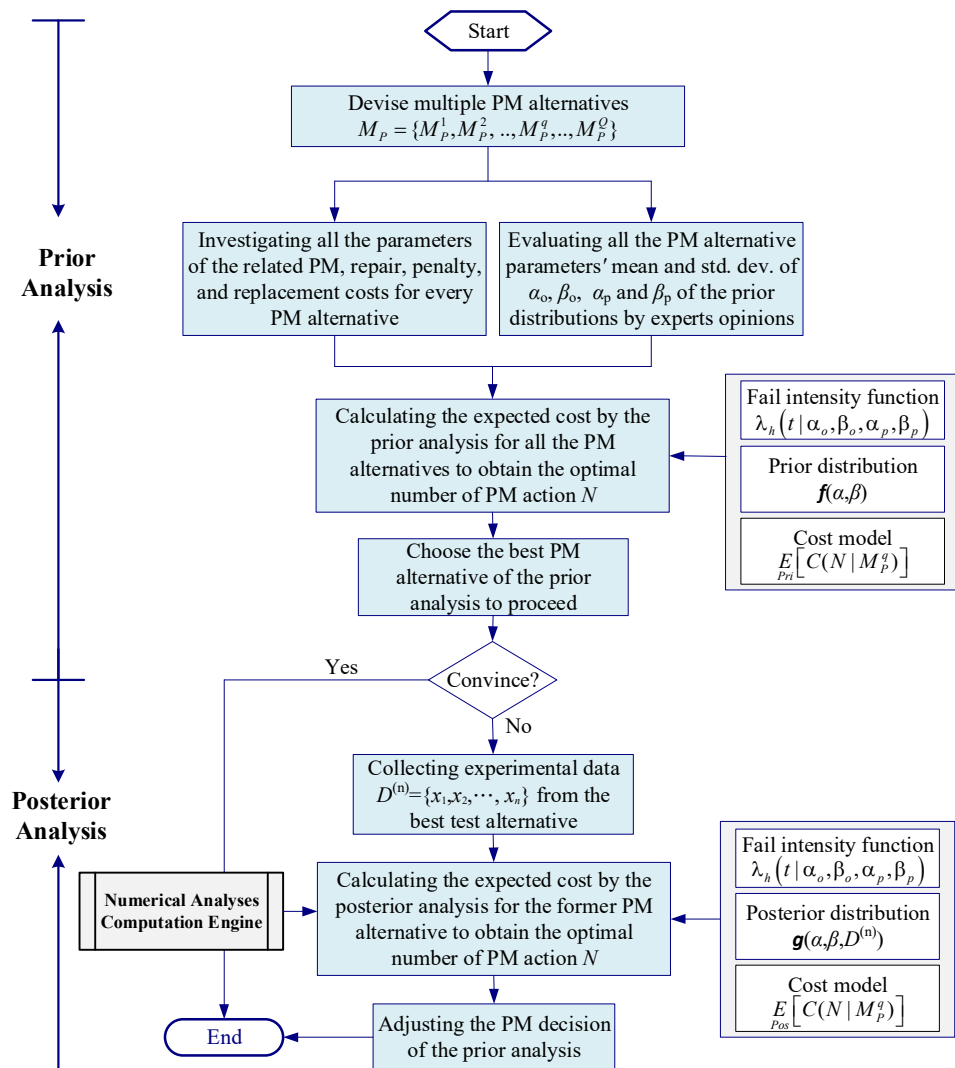 Start
Devise multiple PM alternatives
M_P = {M_P^1, M_P^2, .., M_P^q, .., M_P^Q}
Investigating all the parameters
of the related PM, repair, penalty,
and replacement costs for every
PM alternative
Evaluating all the PM alternative
parameters' mean and std. dev. of
α_o, β_o, α_p and β_p of the prior
distributions by experts opinions
Prior
Analysis
Calculating the expected cost by the
prior analysis for all the PM
alternatives to obtain the optimal
number of PM action N
Fail intensity function
λ_h(t | α_o, β_o, α_p, β_p)
Prior distribution
f(α,β)
Cost model
E_Pri[C(N | M_P^q)]
Choose the best PM
alternative of the prior
analysis to proceed
Yes
Convince?
No
Collecting experimental data
D^(n)={x_1,x_2,⋯, x_n} from the
best test alternative
Posterior
Analysis
Numerical Analyses
Computation Engine
Calculating the expected cost by the
posterior analysis for the former PM
alternative to obtain the optimal
number of PM action N
Fail intensity function
λ_h(t | α_o, β_o, α_p, β_p)
Posterior distribution
g(α,β,D^(n))
Cost model
E_Pos[C(N | M_P^q)]
End
Adjusting the PM decision
of the prior analysis